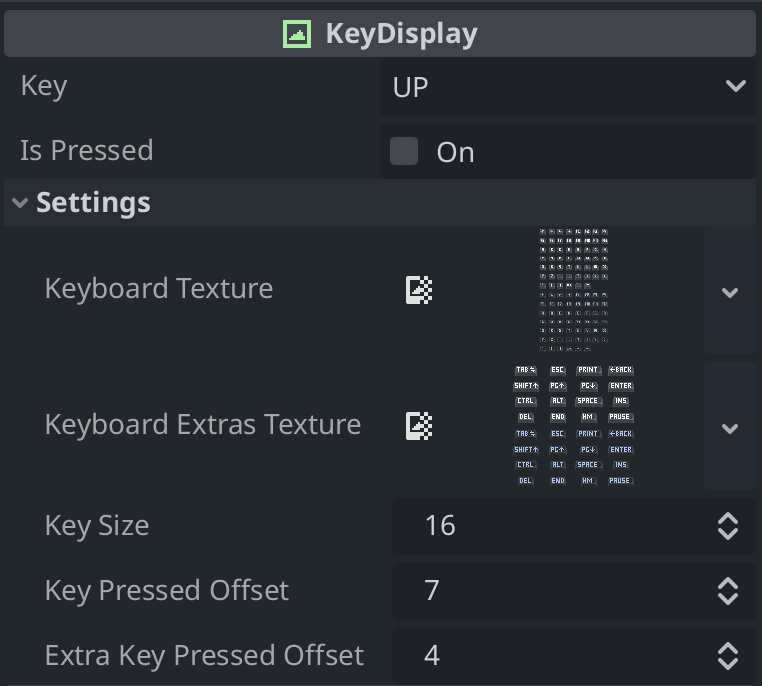 KeyDisplay
Key UP
Is Pressed On
Settings
Keyboard Texture
TAB ESC PRINT ←BACK
SHIFT↑ PG↑ PG↓ ENTER
Keyboard Extras Texture
CTRL ALT SPACE INS
DEL END HM PAUSE
TAB ESC PRINT ←BACK
SHIFT↑ PG↑ PG↓ ENTER
CTRL ALT SPACE INS
DEL END HM PAUSE
Key Size 16
Key Pressed Offset 7
Extra Key Pressed Offset 4